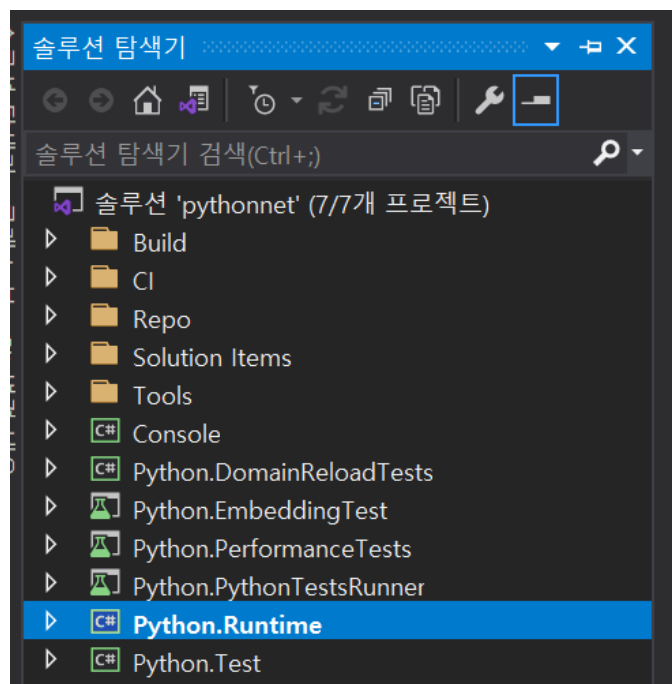 솔루션 탐색기
솔루션 탐색기 검색(Ctrl+;)
솔루션 'pythonnet' (7/7개 프로젝트)
Build
CI
Repo
Solution Items
Tools
C# Console
C# Python.DomainReloadTests
Python.EmbeddingTest
Python.PerformanceTests
Python.PythonTestsRunner
C# Python.Runtime
C# Python.Test